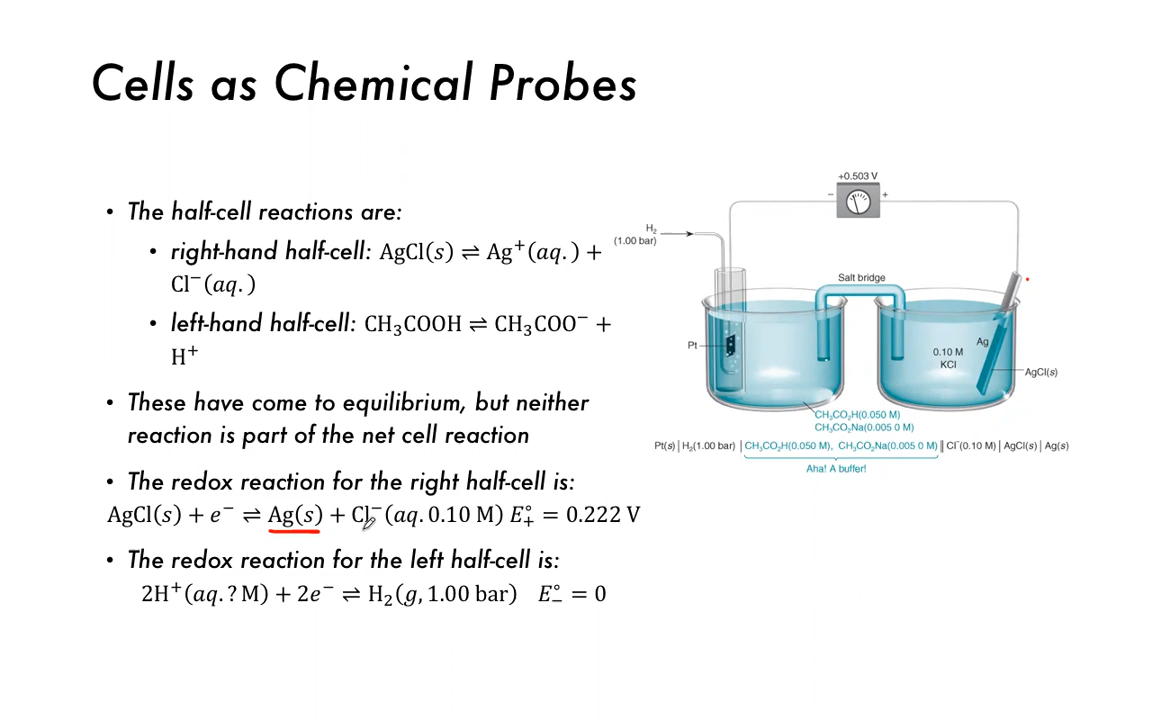 Cells as Chemical Probes
• The half-cell reactions are:
• right-hand half-cell: AgCl(s) ⇌ Ag⁺(aq.) +
Cl⁻(aq.)
• left-hand half-cell: CH₃COOH ⇌ CH₃COO⁻ +
H⁺
• These have come to equilibrium, but neither
reaction is part of the net cell reaction
• The redox reaction for the right half-cell is:
AgCl(s) + e⁻ ⇌ Ag(s) + Cl⁻(aq. 0.10 M) E°₊ = 0.222 V
• The redox reaction for the left half-cell is:
2H⁺(aq. ? M) + 2e⁻ ⇌ H₂(g, 1.00 bar) E°₋ = 0
+0.503 V
− +
H₂
(1.00 bar)
Salt bridge
Pt
Ag
0.10 M
KCl
AgCl(s)
CH₃CO₂H(0.050 M)
CH₃CO₂Na(0.005 0 M)
Pt(s) | H₂(1.00 bar) | CH₃CO₂H(0.050 M), CH₃CO₂Na(0.005 0 M) || Cl⁻(0.10 M) | AgCl(s) | Ag(s)
Aha! A buffer!